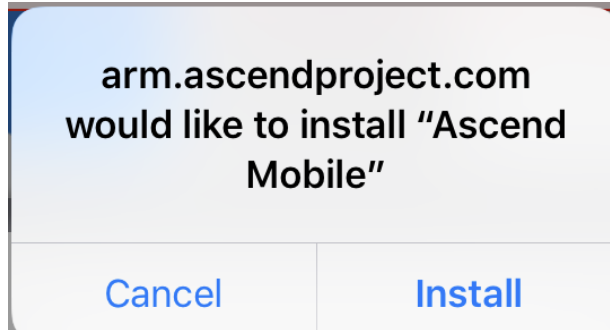 arm.ascendproject.com
would like to install “Ascend
Mobile”
Cancel
Install